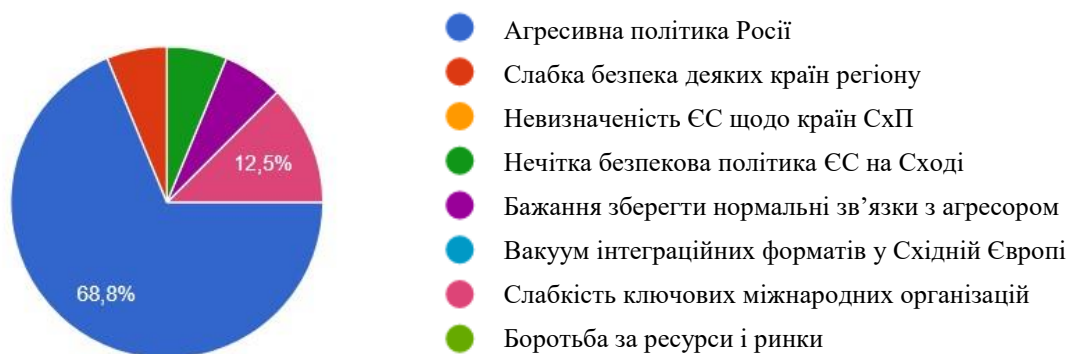 Агресивна політика Росії
Слабка безпека деяких країн регіону
Невизначеність ЄС щодо країн СхП
Нечітка безпекова політика ЄС на Сході
Бажання зберегти нормальні зв’язки з агресором
Вакуум інтеграційних форматів у Східній Європі
Слабкість ключових міжнародних організацій
Боротьба за ресурси і ринки
12,5%
68,8%